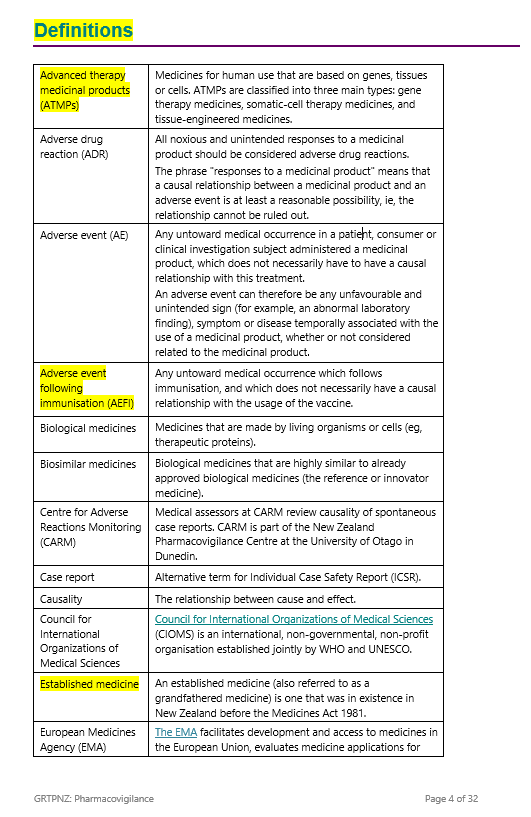 Definitions
Advanced therapy
medicinal products
(ATMPs)
Medicines for human use that are based on genes, tissues
or cells. ATMPs are classified into three main types: gene
therapy medicines, somatic-cell therapy medicines, and
tissue-engineered medicines.
Adverse drug
reaction (ADR)
All noxious and unintended responses to a medicinal
product should be considered adverse drug reactions.
The phrase "responses to a medicinal product" means that
a causal relationship between a medicinal product and an
adverse event is at least a reasonable possibility, ie, the
relationship cannot be ruled out.
Adverse event (AE)
Any untoward medical occurrence in a patient, consumer or
clinical investigation subject administered a medicinal
product, which does not necessarily have to have a causal
relationship with this treatment.
An adverse event can therefore be any unfavourable and
unintended sign (for example, an abnormal laboratory
finding), symptom or disease temporally associated with the
use of a medicinal product, whether or not considered
related to the medicinal product.
Adverse event
following
immunisation (AEFI)
Any untoward medical occurrence which follows
immunisation, and which does not necessarily have a causal
relationship with the usage of the vaccine.
Biological medicines
Medicines that are made by living organisms or cells (eg,
therapeutic proteins).
Biosimilar medicines
Biological medicines that are highly similar to already
approved biological medicines (the reference or innovator
medicine).
Centre for Adverse
Reactions Monitoring
(CARM)
Medical assessors at CARM review causality of spontaneous
case reports. CARM is part of the New Zealand
Pharmacovigilance Centre at the University of Otago in
Dunedin.
Case report
Alternative term for Individual Case Safety Report (ICSR).
Causality
The relationship between cause and effect.
Council for
International
Organizations of
Medical Sciences
Council for International Organizations of Medical Sciences
(CIOMS) is an international, non-governmental, non-profit
organisation established jointly by WHO and UNESCO.
Established medicine
An established medicine (also referred to as a
grandfathered medicine) is one that was in existence in
New Zealand before the Medicines Act 1981.
European Medicines
Agency (EMA)
The EMA facilitates development and access to medicines in
the European Union, evaluates medicine applications for
GRTPNZ: Pharmacovigilance
Page 4 of 32